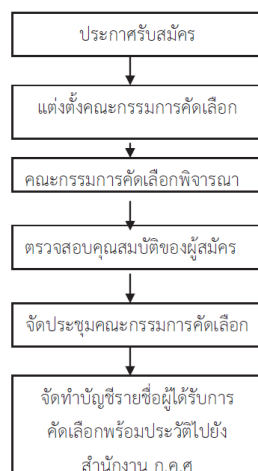 ประกาศรับสมัคร
แต่งตั้งคณะกรรมการคัดเลือก
คณะกรรมการคัดเลือกพิจารณา
ตรวจสอบคุณสมบัติของผู้สมัคร
จัดประชุมคณะกรรมการคัดเลือก
จัดทำบัญชีรายชื่อผู้ได้รับการ
คัดเลือกพร้อมประวัติไปยัง
สำนักงาน ก.ค.ศ